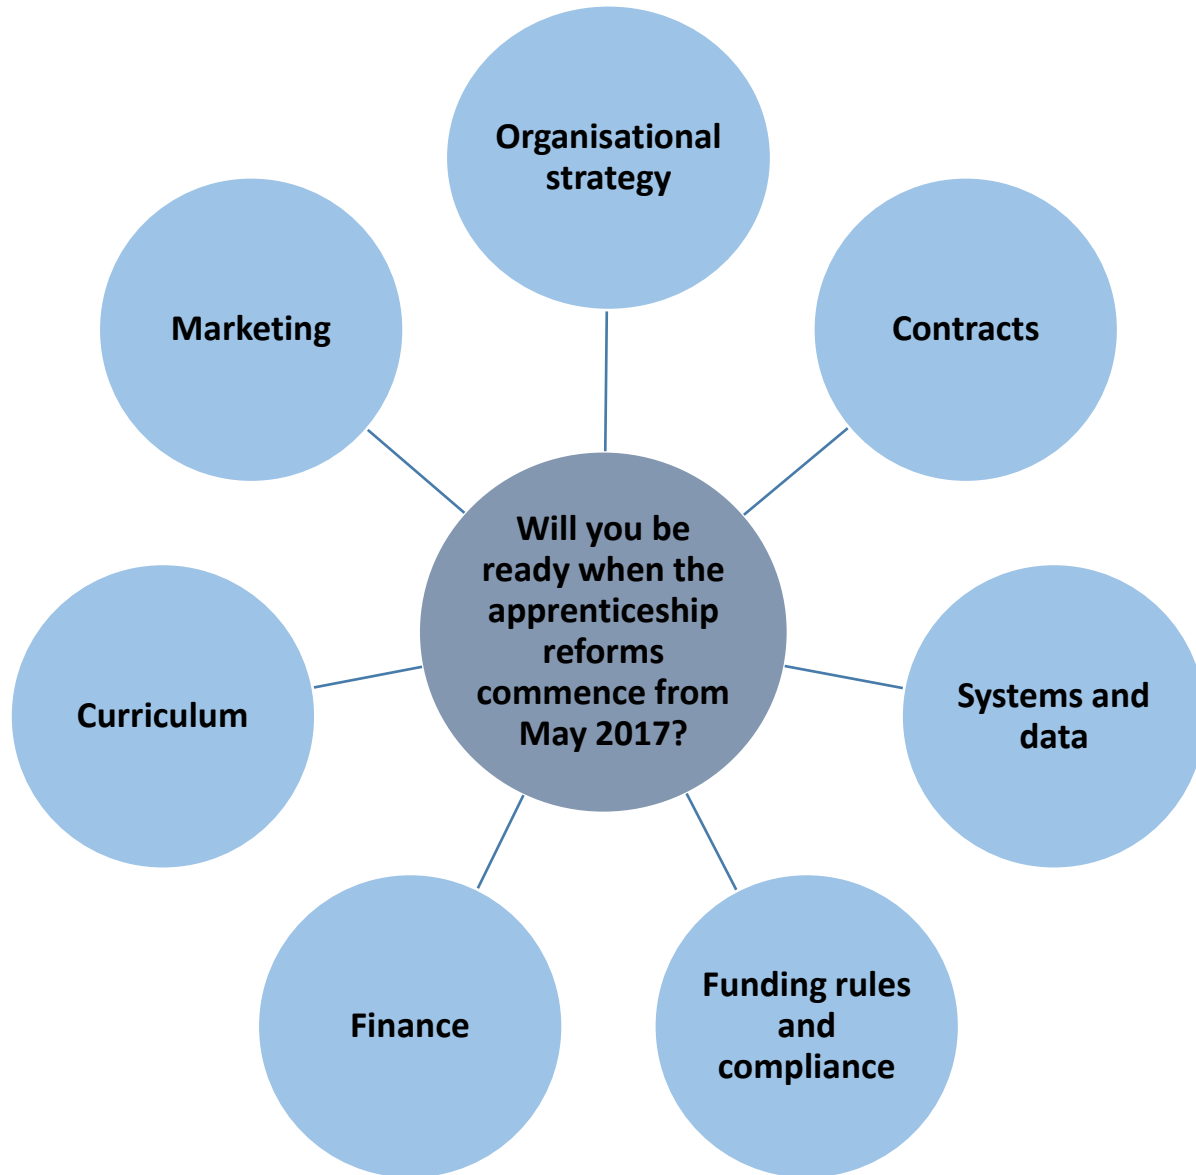 Organisational
strategy
Contracts
Systems and
data
Funding rules
and
compliance
Finance
Curriculum
Marketing
Will you be
ready when the
apprenticeship
reforms
commence from
May 2017?